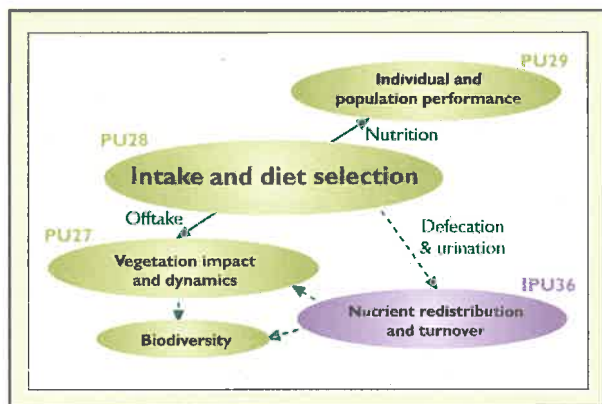 PU29
Individual and
population performance
Nutrition
PU28
Intake and diet selection
Offtake
Defecation
& urination
PU27
Vegetation impact
and dynamics
IPU36
Nutrient redistribution
and turnover
Biodiversity